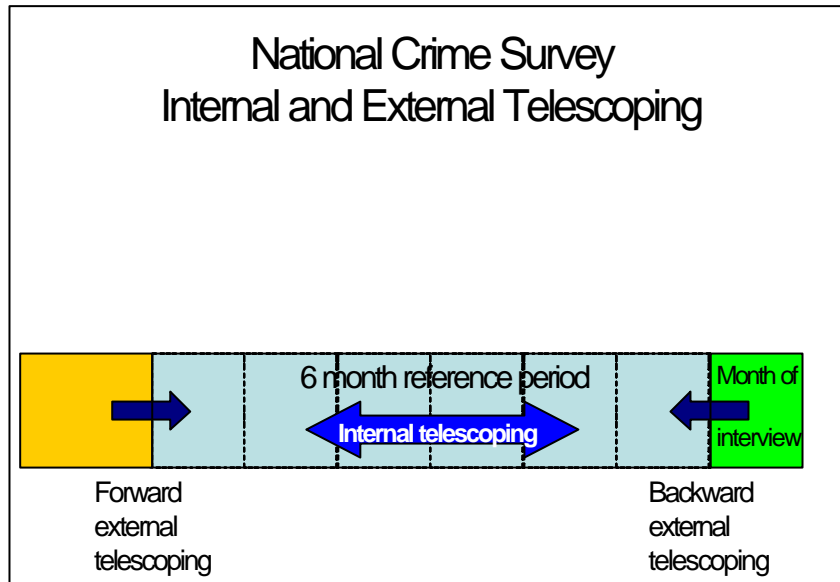 National Crime Survey
Internal and External Telescoping
6 month reference period
Month of
interview
Internal telescoping
Forward
external
telescoping
Backward
external
telescoping